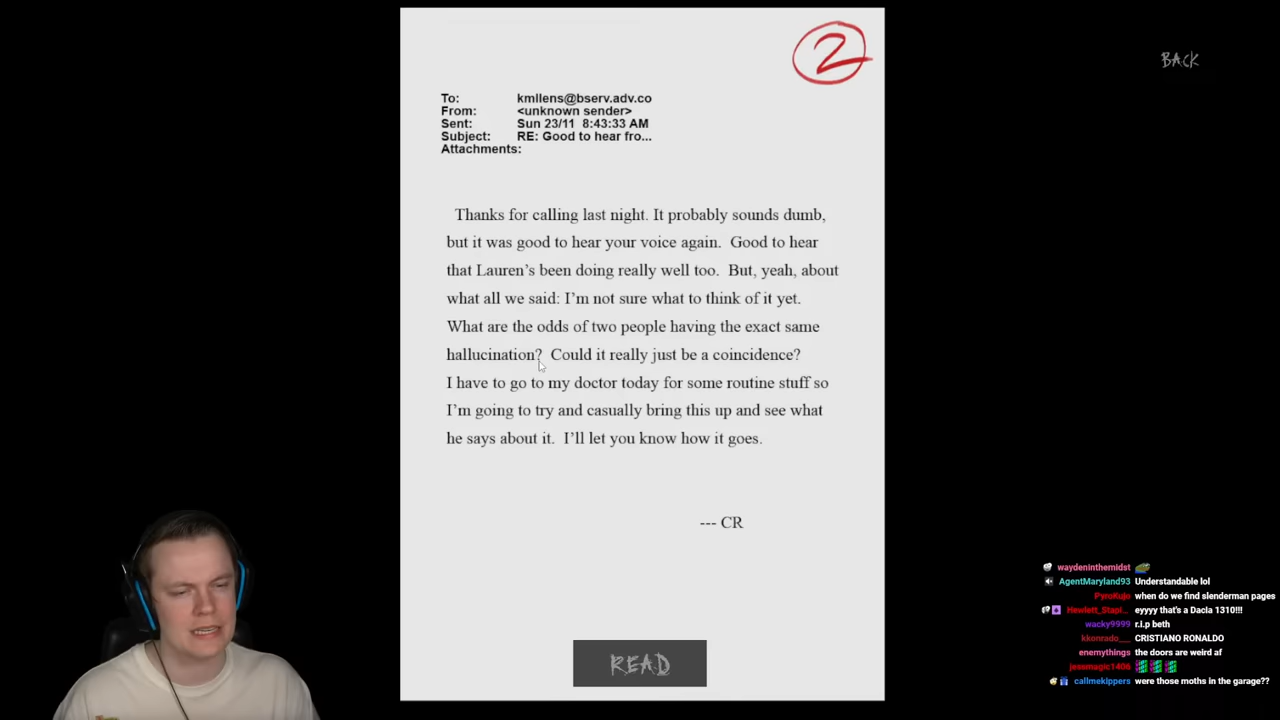 2
BACK
To: kmllens@bserv.adv.co
From: <unknown sender>
Sent: Sun 23/11 8:43:33 AM
Subject: RE: Good to hear fro...
Attachments:
Thanks for calling last night. It probably sounds dumb,
but it was good to hear your voice again. Good to hear
that Lauren's been doing really well too. But, yeah, about
what all we said: I'm not sure what to think of it yet.
What are the odds of two people having the exact same
hallucination? Could it really just be a coincidence?
I have to go to my doctor today for some routine stuff so
I'm going to try and casually bring this up and see what
he says about it. I'll let you know how it goes.
--- CR
READ
waydeninthemidst
AgentMaryland93 Understandable lol
PyroKujo when do we find slenderman pages
Hewlett_Stapl... eyyyy that's a Dacia 1310!!!
wacky9999 r.i.p beth
kkonrado___ CRISTIANO RONALDO
enemythings the doors are weird af
jessmagic1406
callmekippers were those moths in the garage??